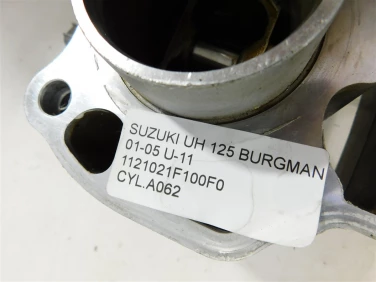 SUZUKI UH 125 BURGMAN
01-05 U-11
1121021F100F0
CYL.A062